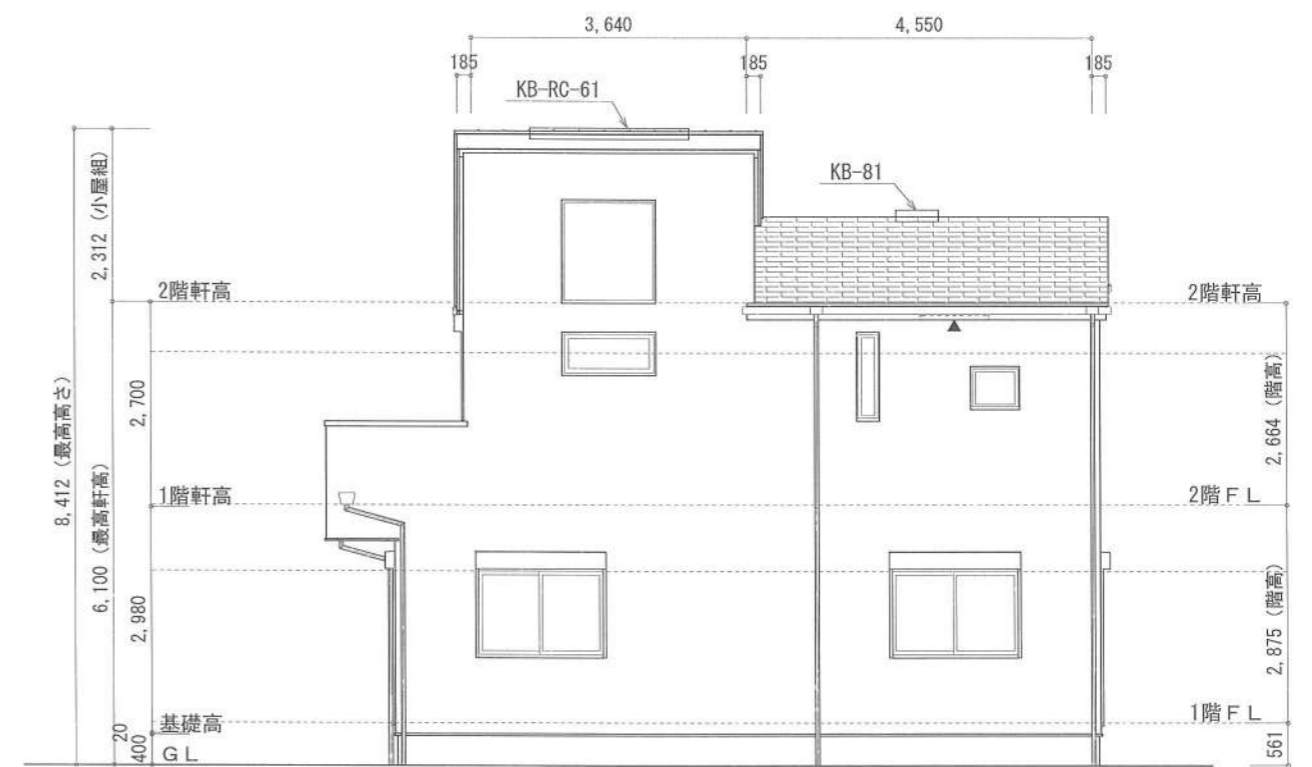 3,640
4,550
185
185
185
KB-RC-61
KB-81
8,412 (最高高さ)
2,312 (小屋組)
6,100 (最高軒高)
2階軒高
2,700
1階軒高
2,980
基礎高
20
400
GL
2階軒高
2,664 (階高)
2階FL
2,875 (階高)
1階FL
561